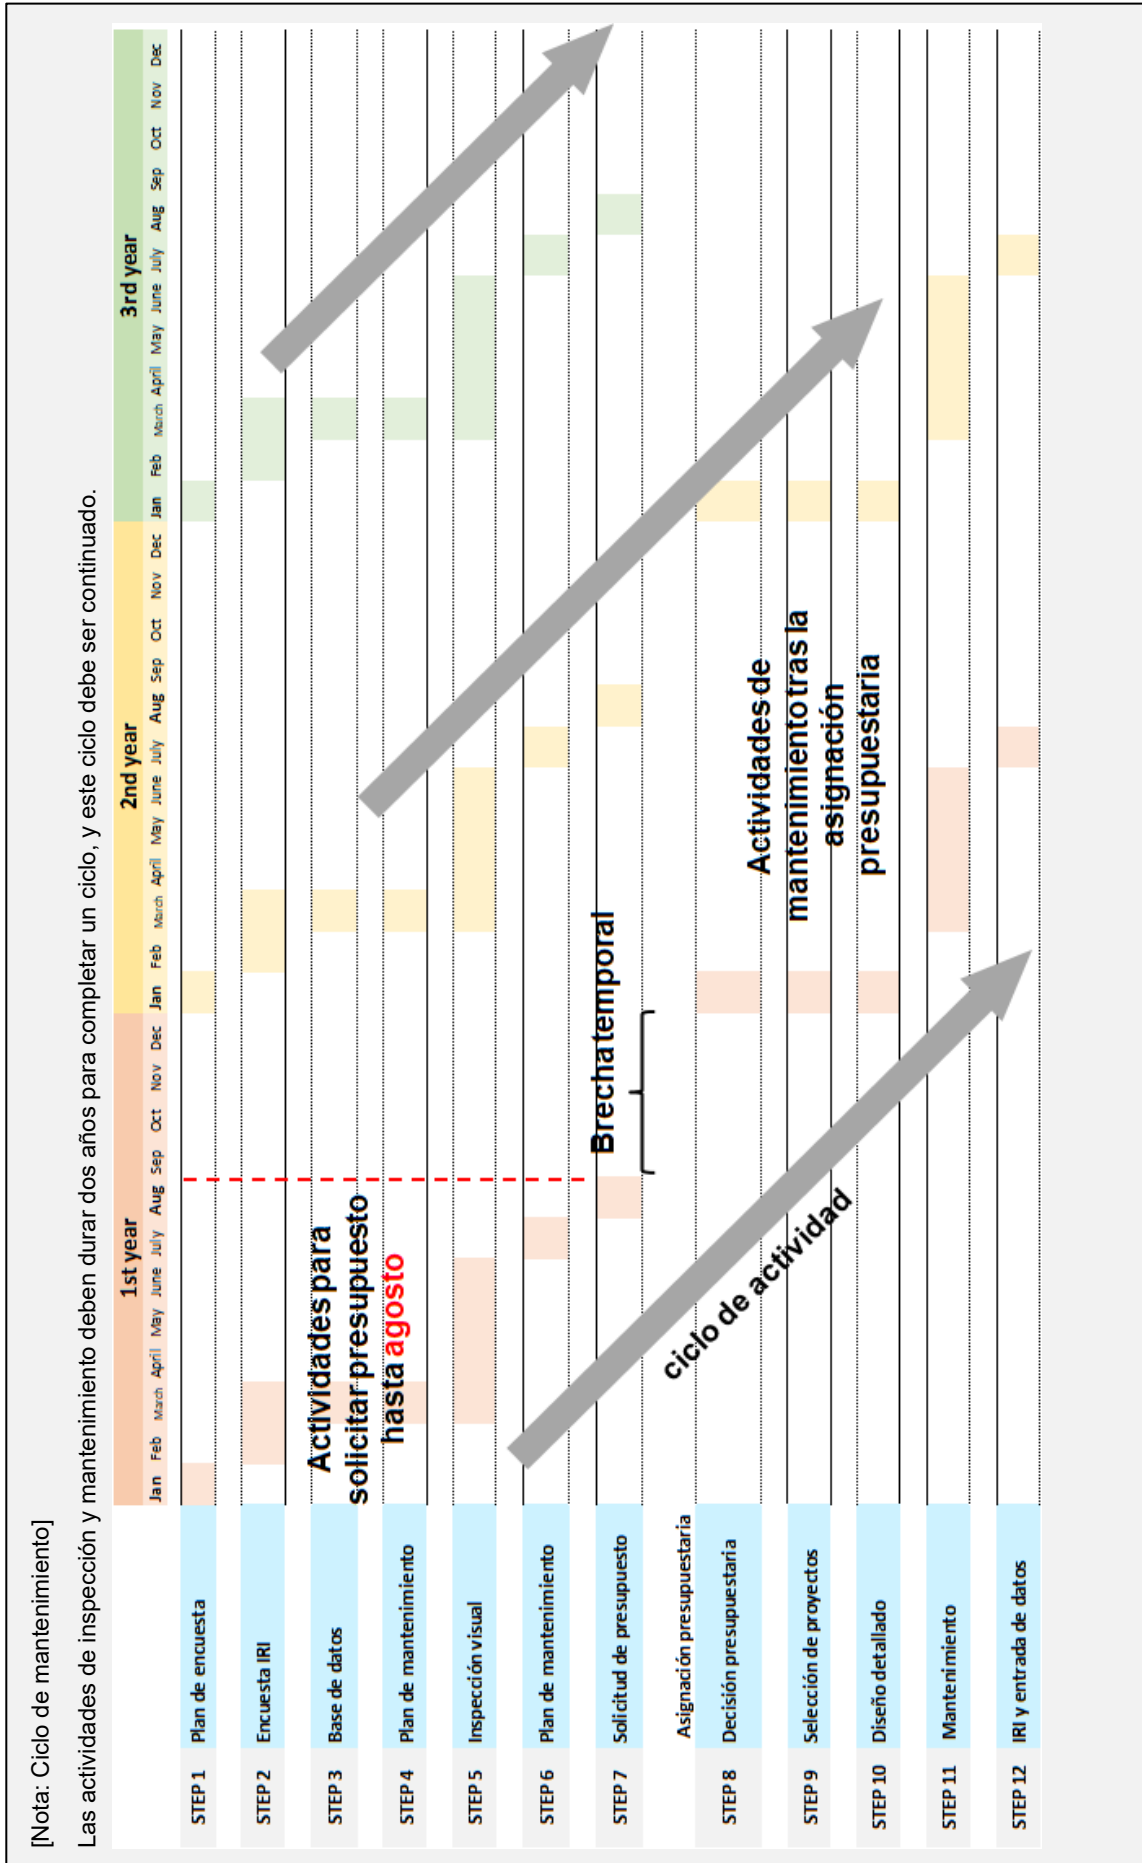 [Nota: Ciclo de mantenimiento]
Las actividades de inspección y mantenimiento deben durar dos años para completar un ciclo, y este ciclo debe ser continuado.
1st year 2nd year 3rd year
Jan Feb March April May June July Aug Sep Oct Nov Dec Jan Feb March April May June July Aug Sep Oct Nov Dec Jan Feb March April May June July Aug Sep Oct Nov Dec
STEP 1 Plan de encuesta
STEP 2 Encuesta IRI
STEP 3 Base de datos
STEP 4 Plan de mantenimiento
STEP 5 Inspección visual
STEP 6 Plan de mantenimiento
STEP 7 Solicitud de presupuesto
Asignación presupuestaria
STEP 8 Decisión presupuestaria
STEP 9 Selección de proyectos
STEP 10 Diseño detallado
STEP 11 Mantenimiento
STEP 12 IRI y entrada de datos
Actividades para
solicitar presupuesto
hasta agosto
Brecha temporal
ciclo de actividad
Actividades de
mantenimiento tras la
asignación
presupuestaria